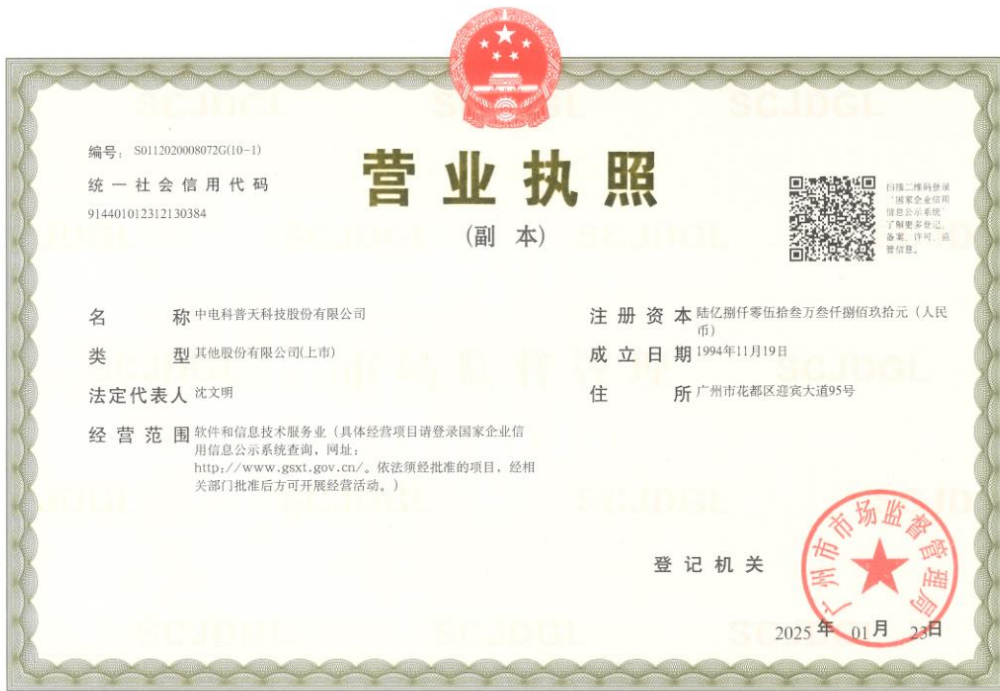 编号： S0112020008072G(10-1)
统一社会信用代码
914401012312130384
营业执照
(副 本)
扫描二维码登录
‘国家企业信用
信息公示系统’
了解更多登记、
备案、许可、监
管信息。
名 称 中电科普天科技股份有限公司
类 型 其他股份有限公司(上市)
法定代表人 沈文明
经营范围 软件和信息技术服务业（具体经营项目请登录国家企业信
用信息公示系统查询，网址：
http://www.gsxt.gov.cn/。依法须经批准的项目，经相
关部门批准后方可开展经营活动。）
注册资本 陆亿捌仟零伍拾叁万叁仟捌佰玖拾元（人民
币）
成立日期 1994年11月19日
住 所 广州市花都区迎宾大道95号
登记机关
广州市市场监督管理局
2025 年 01 月 23 日
SCJDGL